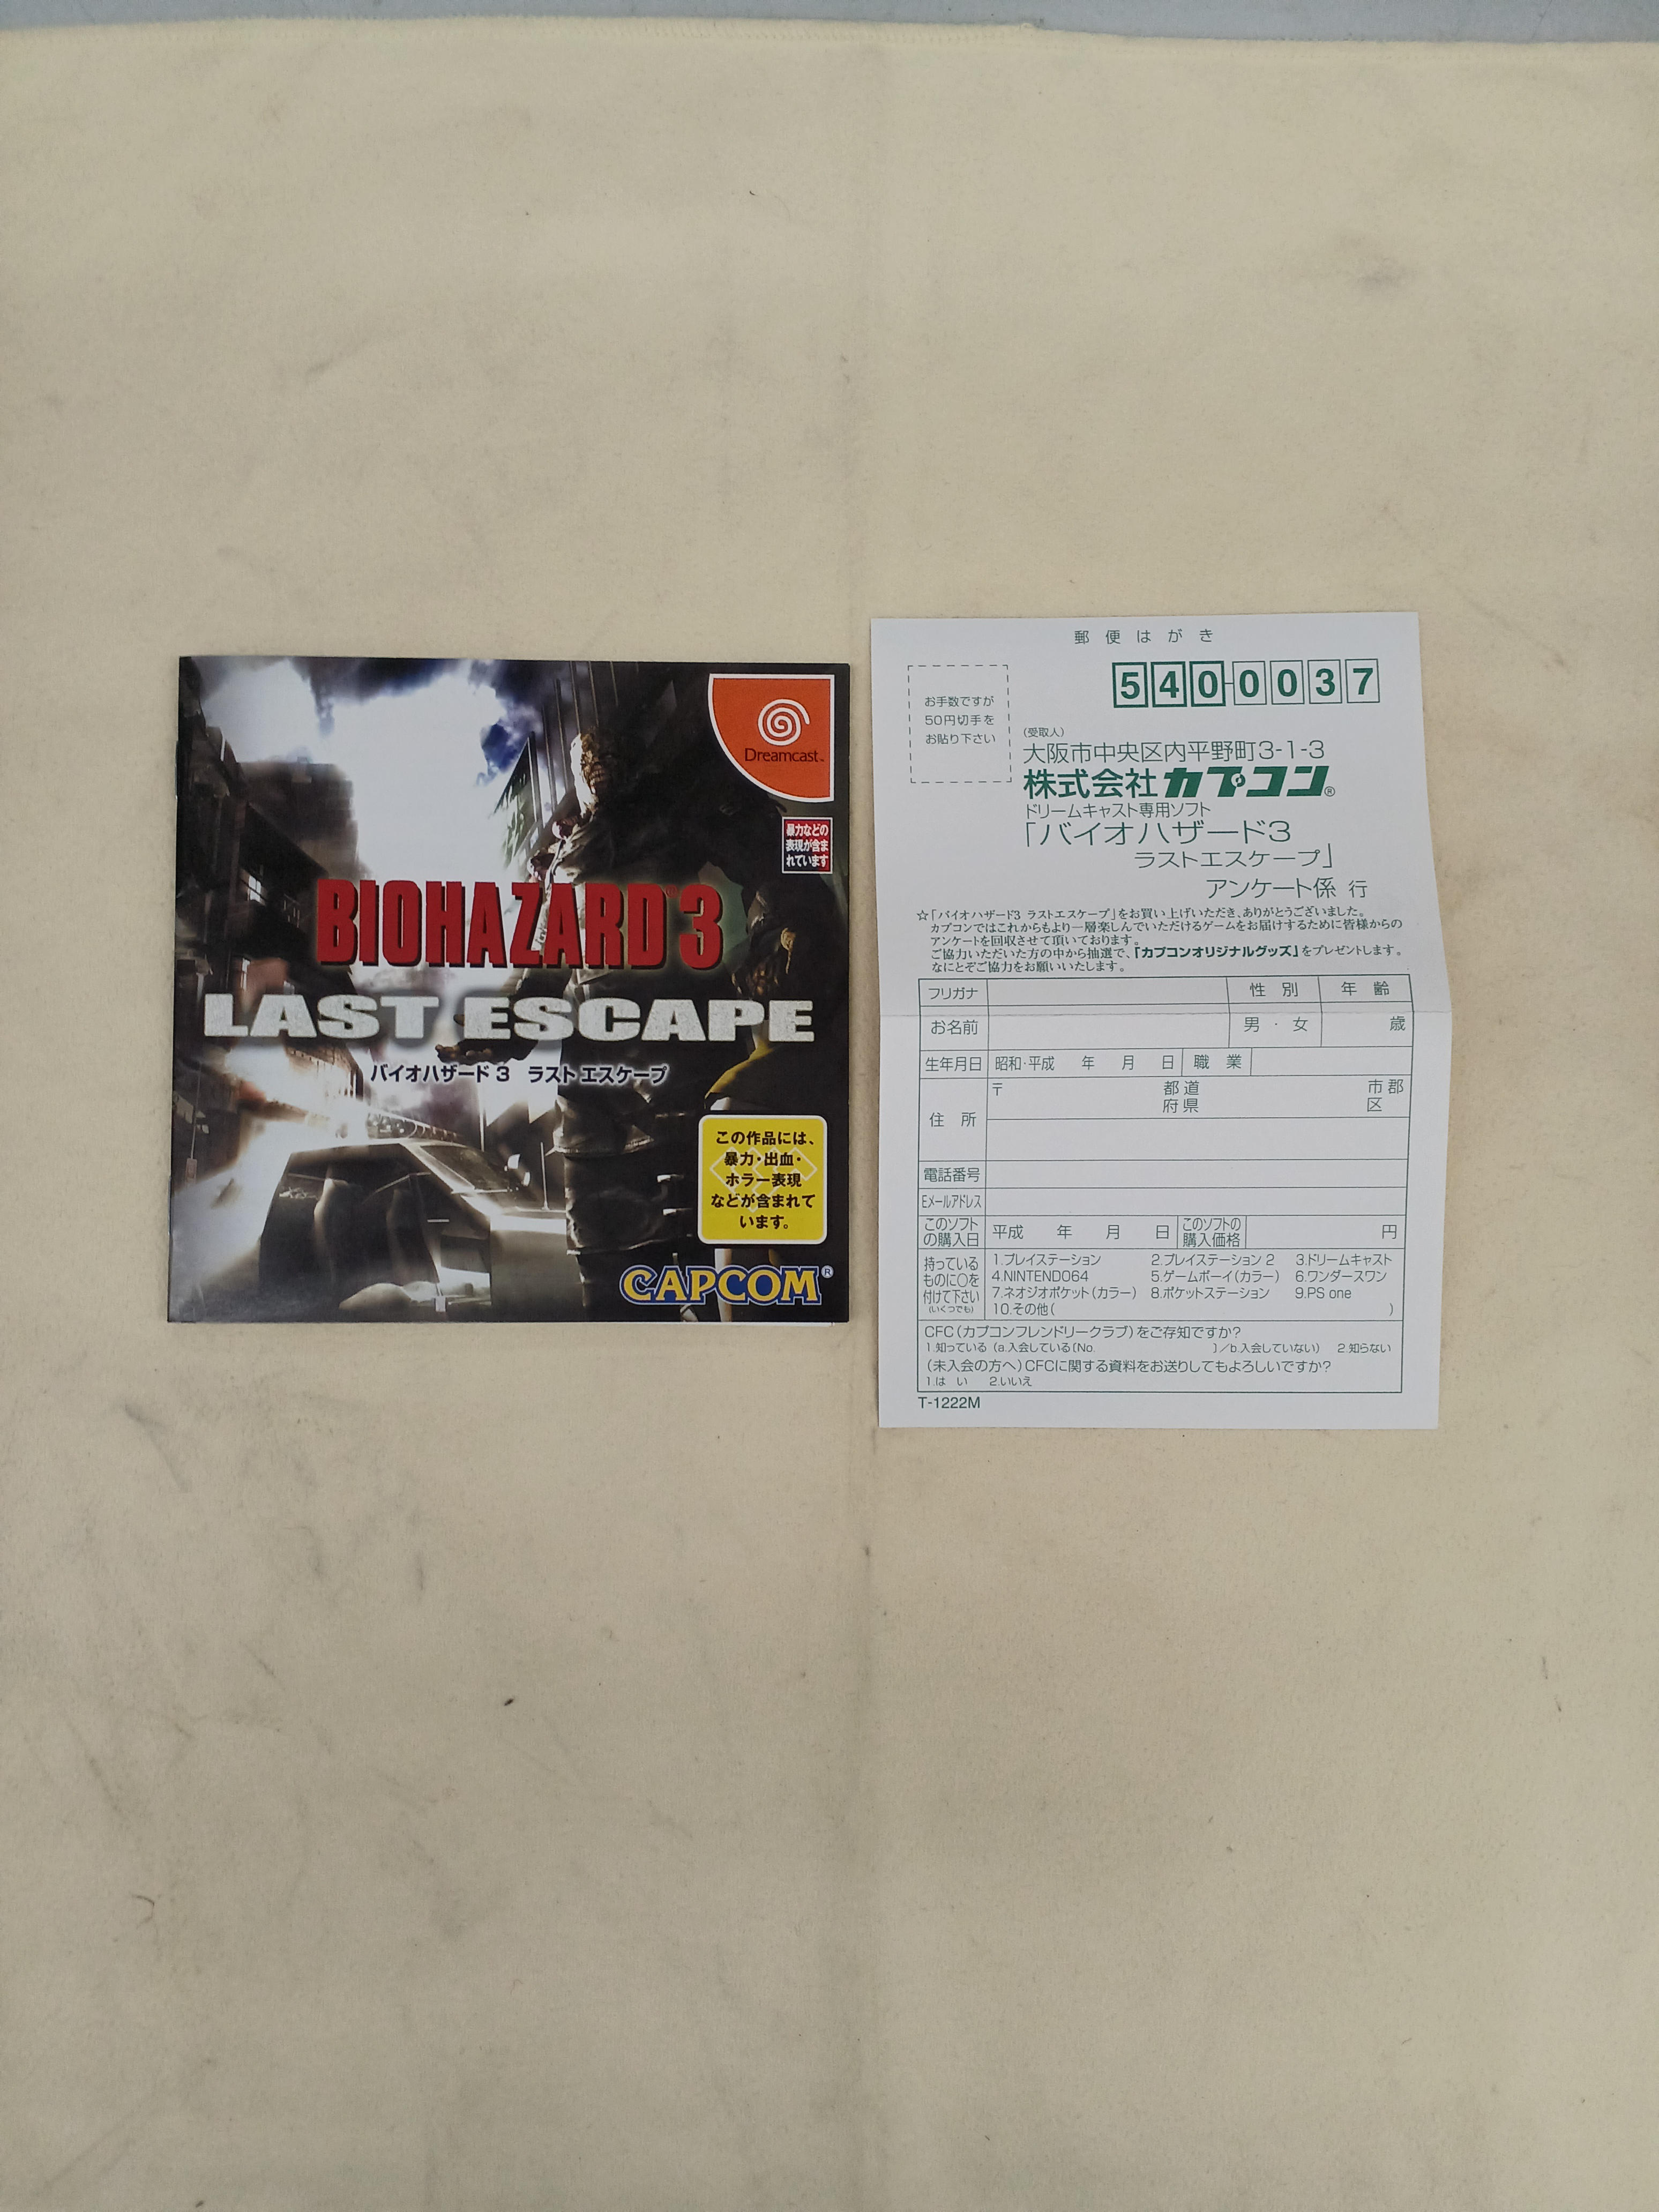 Dreamcast
暴力などの
表現が含ま
れています
BIOHAZARD 3
LAST ESCAPE
バイオハザード3 ラスト エスケープ
この作品には、
暴力・出血・
ホラー表現
などが含まれて
います。
CAPCOM®
郵便はがき
540-0037
お手数ですが
50円切手を
お貼り下さい
(受取人)
大阪市中央区内平野町3-1-3
株式会社カプコン®
ドリームキャスト専用ソフト
「バイオハザード3
ラストエスケープ」
アンケート係 行
☆「バイオハザード3 ラストエスケープ」をお買い上げいただき、ありがとうございました。
カプコンではこれからもより一層楽しんでいただけるゲームをお届けするために皆様からの
アンケートを回収させて頂いております。
ご協力いただいた方の中から抽選で、「カプコンオリジナルグッズ」をプレゼントします。
なにとぞご協力をお願いいたします。
フリガナ 性別 年齢
お名前 男・女 歳
生年月日 昭和・平成 年 月 日 職業
住所 〒 都道 市郡
府県 区
電話番号
Eメールアドレス
このソフト
の購入日 平成 年 月 日 このソフトの
購入価格 円
持っている
ものに○を
付けて下さい
(いくつでも)
1.プレイステーション 2.プレイステーション2 3.ドリームキャスト
4.NINTENDO64 5.ゲームボーイ(カラー) 6.ワンダースワン
7.ネオジオポケット(カラー) 8.ポケットステーション 9.PS one
10.その他( )
CFC(カプコンフレンドリークラブ)をご存知ですか?
1.知っている (a.入会している〔No. 〕/b.入会していない) 2.知らない
(未入会の方へ)CFCに関する資料をお送りしてもよろしいですか?
1.はい 2.いいえ
T-1222M